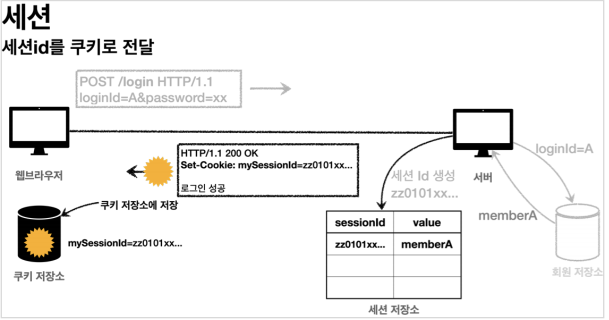 세션
세션id를 쿠키로 전달
POST /login HTTP/1.1
loginId=A&password=xx
HTTP/1.1 200 OK
Set-Cookie: mySessionId=zz0101xx...
로그인 성공
웹브라우저
서버
loginId=A
세션 Id 생성
zz0101xx...
쿠키 저장소에 저장
memberA
sessionId value
zz0101xx... memberA
mySessionId=zz0101xx...
쿠키 저장소
회원 저장소
세션 저장소